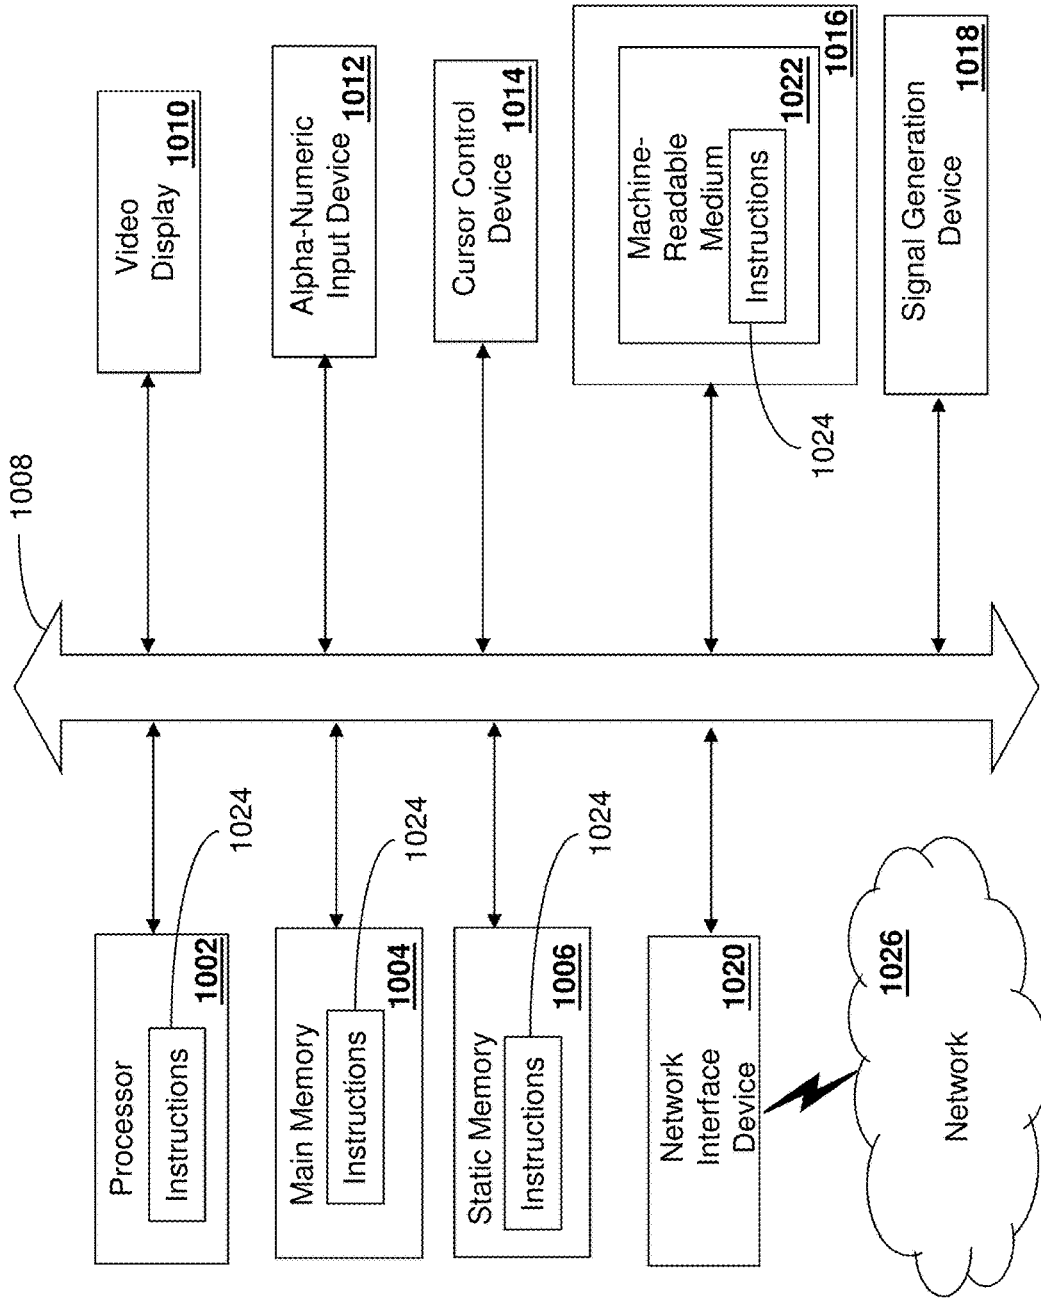 1008
Processor
Instructions
1002
1024
Main Memory
Instructions
1004
1024
Static Memory
Instructions
1006
1024
Network
Interface
Device
1020
Network
1026
Video
Display
1010
Alpha-Numeric
Input Device
1012
Cursor Control
Device
1014
Machine-
Readable
Medium
1022
Instructions
1016
1024
Signal Generation
Device
1018